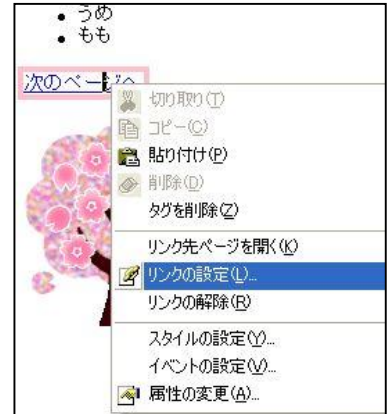 うめ
もも
次のページへ
切り取り(T)
コピー(C)
貼り付け(P)
削除(D)
タグを削除(Z)
リンク先ページを開く(K)
リンクの設定(L)...
リンクの解除(R)
スタイルの設定(Y)...
イベントの設定(V)...
属性の変更(A)...